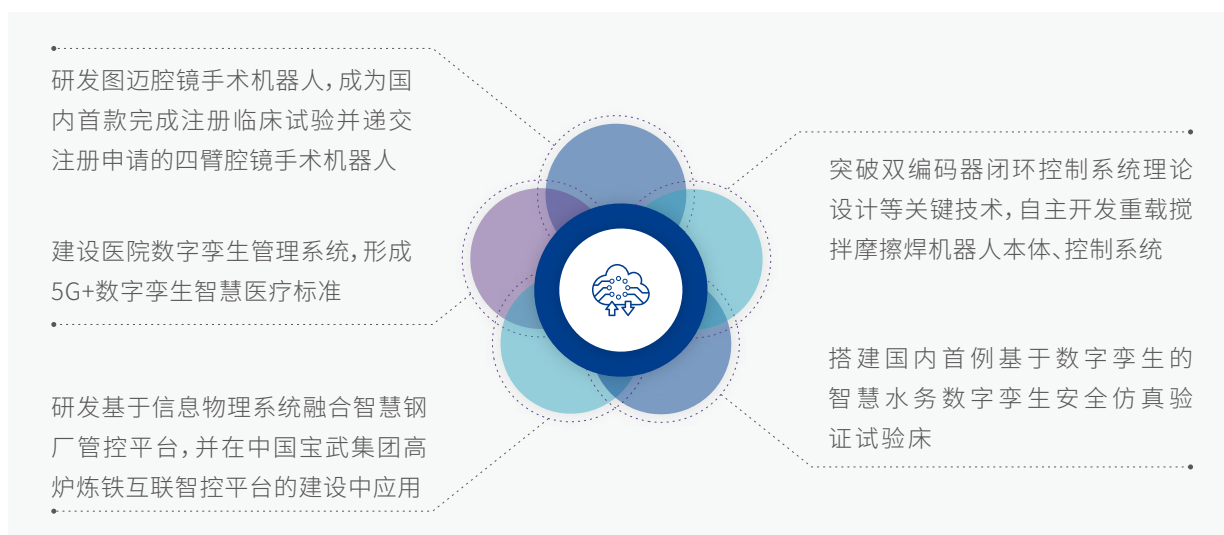 研发图迈腔镜手术机器人，成为国
内首款完成注册临床试验并递交
注册申请的四臂腔镜手术机器人
建设医院数字孪生管理系统，形成
5G+数字孪生智慧医疗标准
研发基于信息物理系统融合智慧钢
厂管控平台，并在中国宝武集团高
炉炼铁互联智控平台的建设中应用
突破双编码器闭环控制系统理论
设计等关键技术，自主开发重载搅
拌摩擦焊机器人本体、控制系统
搭建国内首例基于数字孪生的
智慧水务数字孪生安全仿真验
证试验床